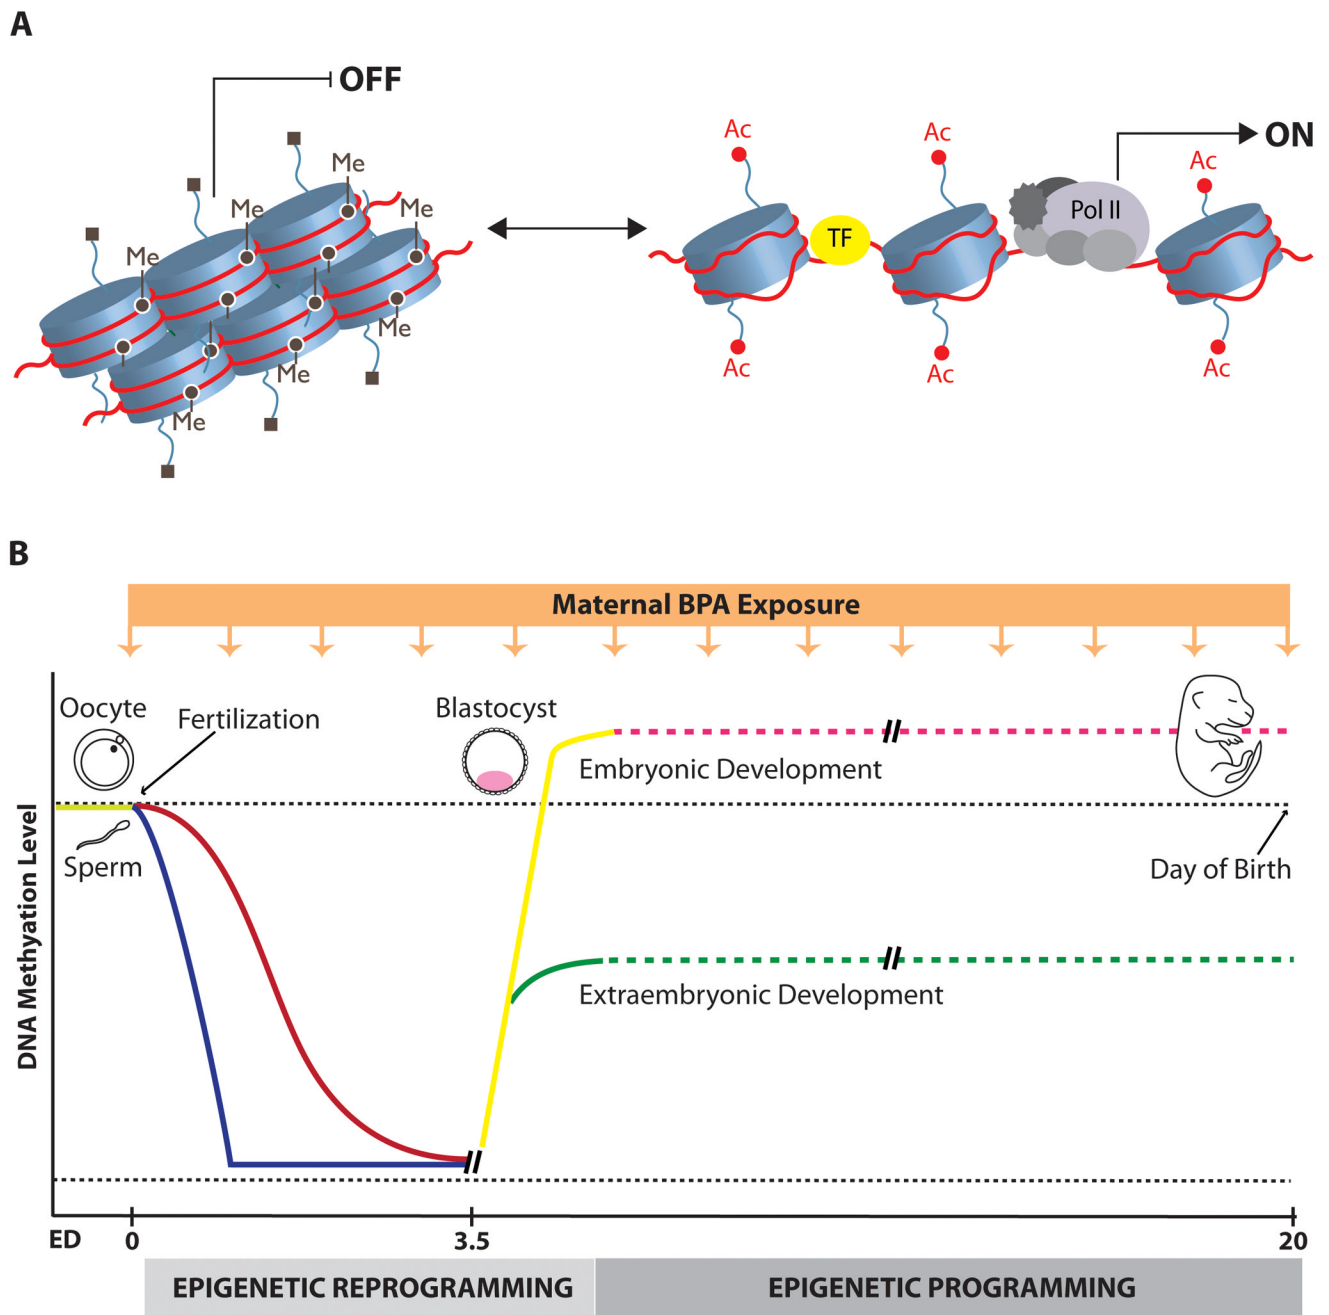 A
OFF
ON
Me
Me
Me
Me
Me
Me
Me
Ac
Ac
Ac
TF
Pol II
Ac
Ac
Ac
B
Maternal BPA Exposure
Oocyte
Fertilization
Blastocyst
Embryonic Development
Sperm
Day of Birth
Extraembryonic Development
DNA Methyation Level
ED
0
3.5
20
EPIGENETIC REPROGRAMMING
EPIGENETIC PROGRAMMING